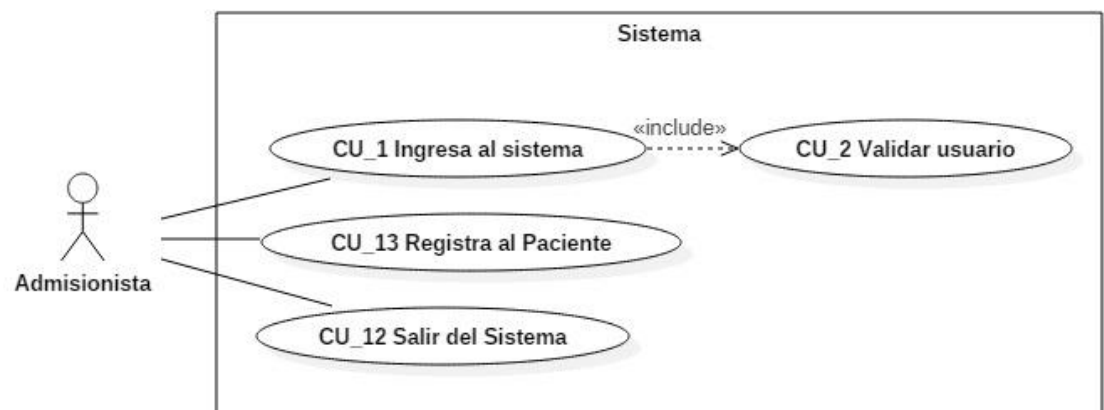 Sistema
«include»
CU_1 Ingresa al sistema
CU_2 Validar usuario
CU_13 Registra al Paciente
Admisionista
CU_12 Salir del Sistema